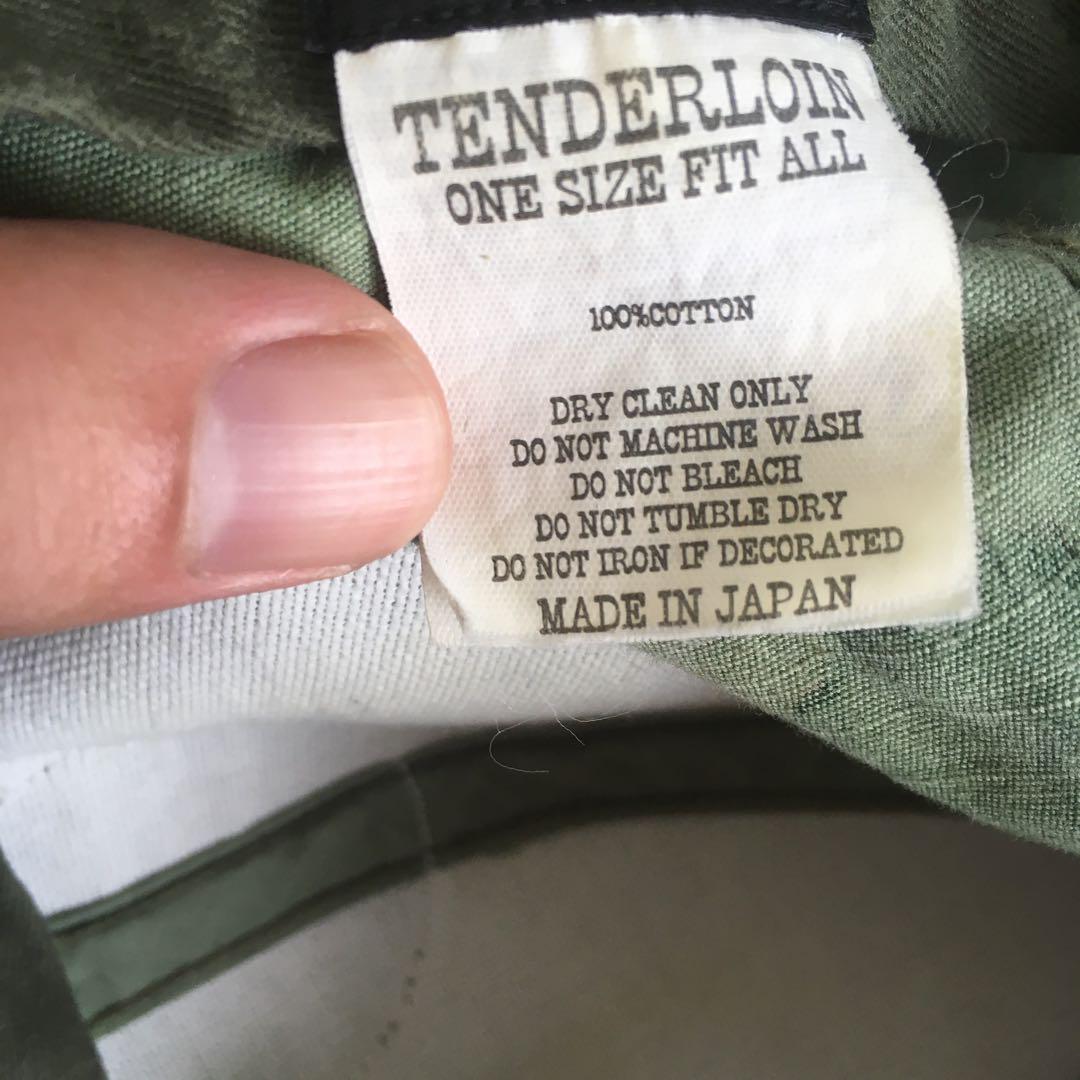 TENDERLOIN
ONE SIZE FIT ALL
100%COTTON
DRY CLEAN ONLY
DO NOT MACHINE WASH
DO NOT BLEACH
DO NOT TUMBLE DRY
DO NOT IRON IF DECORATED
MADE IN JAPAN